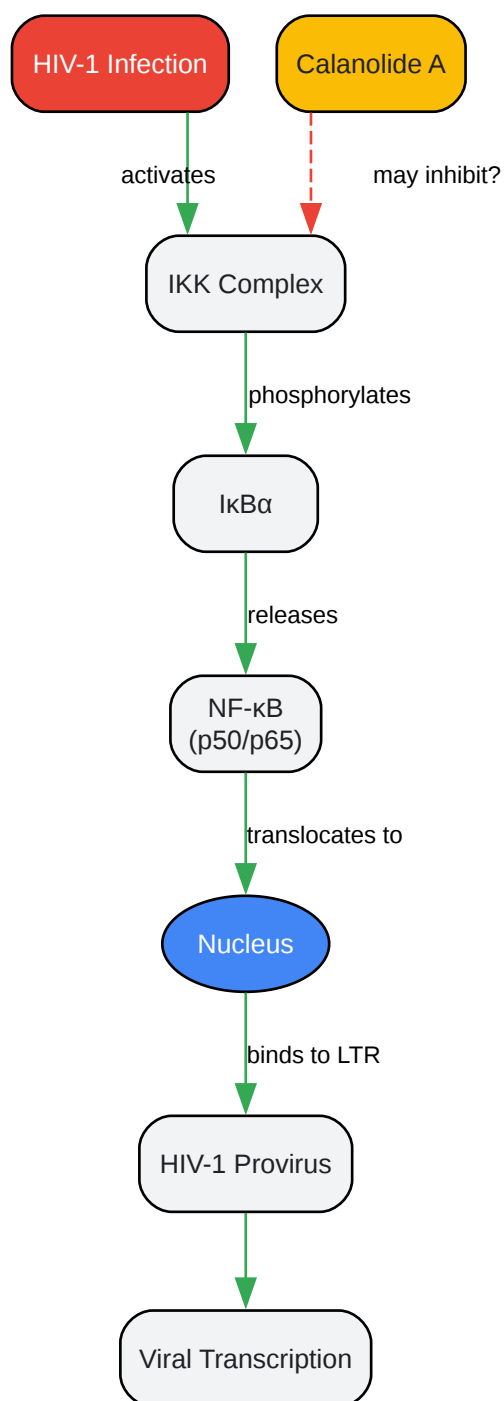 HIV-1 Infection
Calanolide A
activates
may inhibit?
IKK Complex
phosphorylates
IκBα
releases
NF-κB
(p50/p65)
translocates to
Nucleus
binds to LTR
HIV-1 Provirus
Viral Transcription